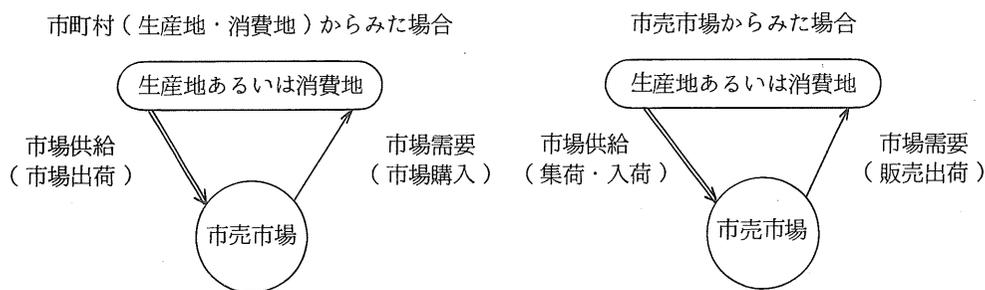 市町村（生産地・消費地）からみた場合
生産地あるいは消費地
市場供給
（市場出荷）
市場需要
（市場購入）
市売市場
市売市場からみた場合
生産地あるいは消費地
市場供給
（集荷・入荷）
市場需要
（販売出荷）
市売市場